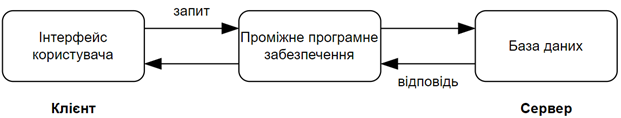 запит
Інтерфейс
користувача
Проміжне програмне
забезпечення
База даних
відповідь
Клієнт
Сервер